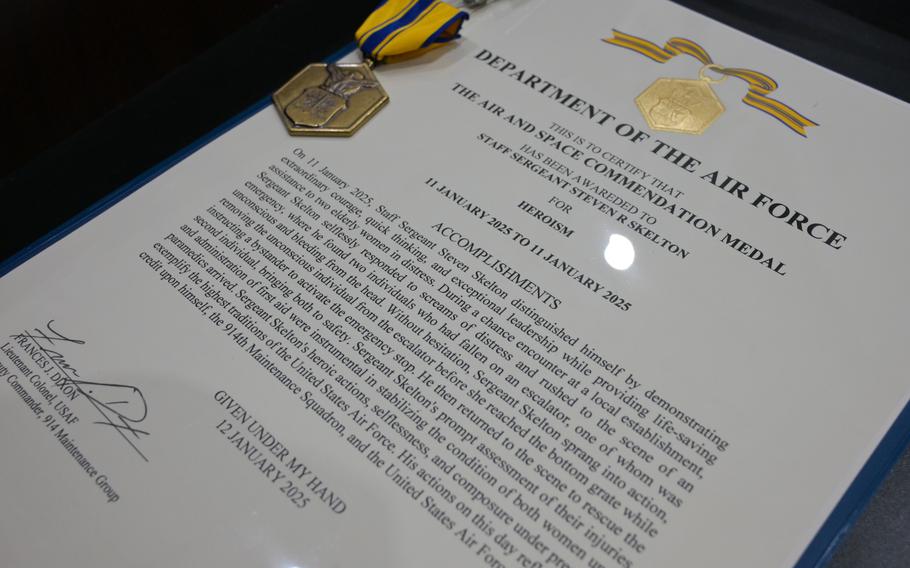 DEPARTMENT OF THE AIR FORCE
THIS IS TO CERTIFY THAT
THE AIR AND SPACE COMMENDATION MEDAL
HAS BEEN AWAREDED TO
STAFF SERGEANT STEVEN R SKELTON
FOR
HEROISM
11 JANUARY 2025 TO 11 JANUARY 2025
ACCOMPLISHMENTS
On 11 January 2025, Staff Sergeant Steven Skelton distinguished himself by demonstrating
extraordinary courage, quick thinking, and exceptional leadership while providing life-saving
assistance to two elderly women in distress. During a chance encounter at a local establishment,
Sergeant Skelton selflessly responded to screams of distress and rushed to the scene of an
emergency, where he found two individuals who had fallen on an escalator, one of whom was
unconscious and bleeding from the head. Without hesitation, Sergeant Skelton sprang into action,
removing the unconscious individual from the escalator before she reached the bottom grate while
instructing a bystander to activate the emergency stop. He then returned to the scene to rescue the
second individual, bringing both to safety. Sergeant Skelton's prompt assessment of their injuries,
and administration of first aid were instrumental in stabilizing the condition of both women
paramedics arrived. Sergeant Skelton's heroic actions, selflessness, and composure under
exemplify the highest traditions of the United States Air Force. His actions on this day
credit upon himself, the 914th Maintenance Squadron, and the United States Air
GIVEN UNDER MY HAND
12 JANUARY 2025
FRANCES J. DIXON
Lieutenant Colonel, USAF
Commander, 914 Maintenance Group